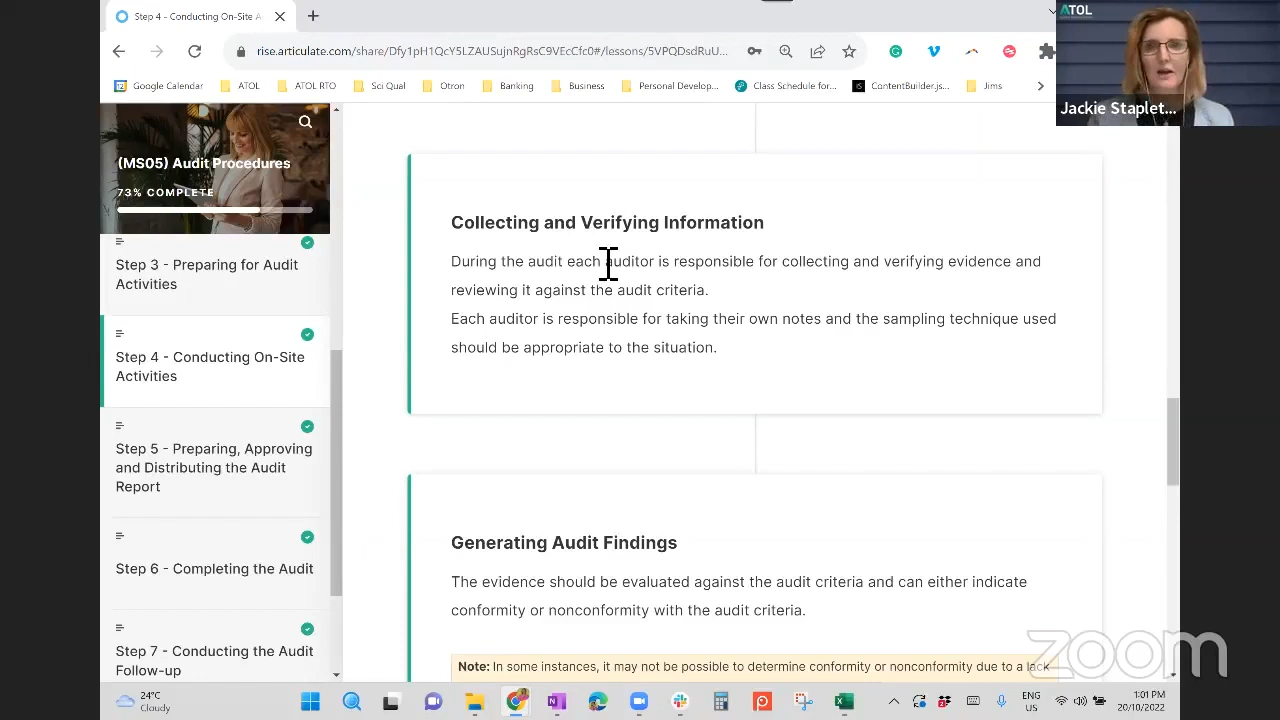 Step 4 - Conducting On-Site A
rise.articulate.com/share/Dfy1pH1QcY5LZAUSujnRgRsC9VEcCfc0#/lessons/5VPQDsdRuU...
Google Calendar
ATOL
ATOL RTO
Sci Qual
Otron
Banking
Business
Personal Develop...
Class Schedule for...
ContentBuilder.js...
Jims
ATOL
Jackie Staplet...
(MS05) Audit Procedures
73% COMPLETE
Step 3 - Preparing for Audit
Activities
Step 4 - Conducting On-Site
Activities
Step 5 - Preparing, Approving
and Distributing the Audit
Report
Step 6 - Completing the Audit
Step 7 - Conducting the Audit
Follow-up
Collecting and Verifying Information
During the audit each auditor is responsible for collecting and verifying evidence and
reviewing it against the audit criteria.
Each auditor is responsible for taking their own notes and the sampling technique used
should be appropriate to the situation.
Generating Audit Findings
The evidence should be evaluated against the audit criteria and can either indicate
conformity or nonconformity with the audit criteria.
Note: In some instances, it may not be possible to determine conformity or nonconformity due to a lack
zoom
24°C
Cloudy
ENG
UK
1:01 PM
20/10/2022